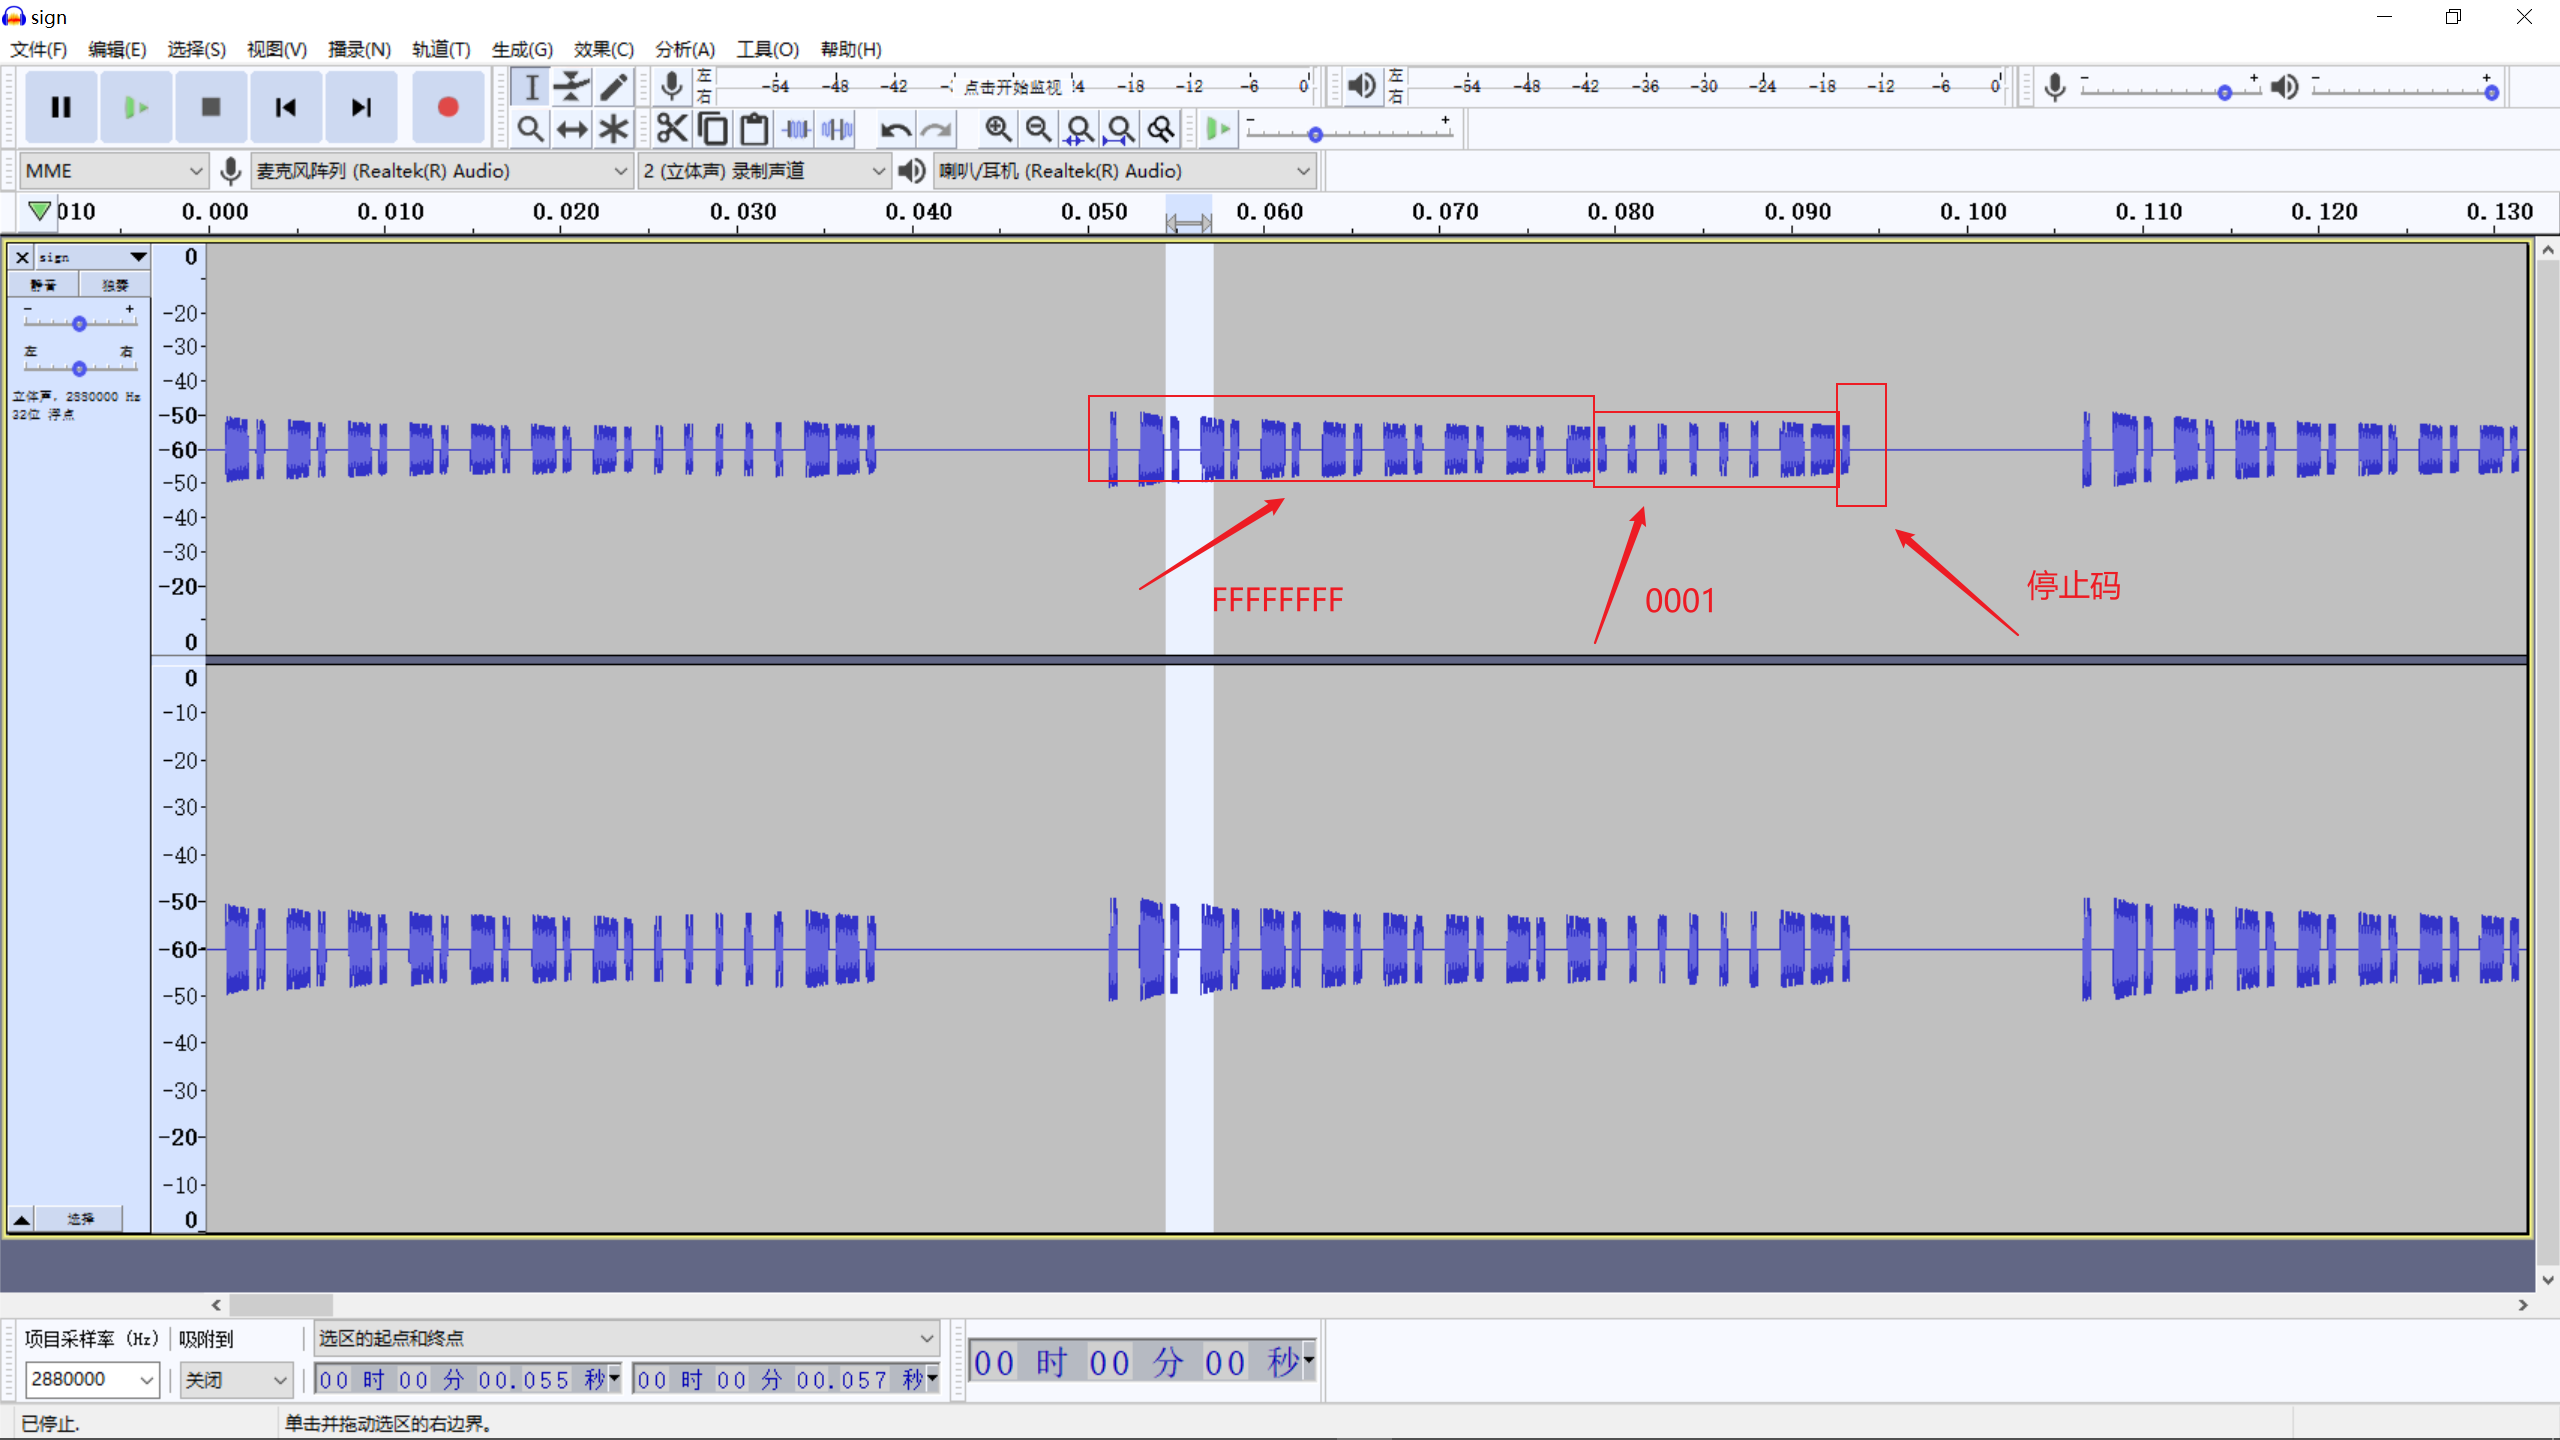 sign
文件(F) 编辑(E) 选择(S) 视图(V) 播录(N) 轨道(T) 生成(G) 效果(C) 分析(A) 工具(O) 帮助(H)
左 右 -54 -48 -42 点击开始监视 -18 -12 -6 0
左 右 -54 -48 -42 -36 -30 -24 -18 -12 -6 0
MME 麦克风阵列 (Realtek(R) Audio) 2 (立体声) 录制声道 喇叭/耳机 (Realtek(R) Audio)
010 0.000 0.010 0.020 0.030 0.040 0.050 0.060 0.070 0.080 0.090 0.100 0.110 0.120 0.130
sign
静音 独奏
- +
左 右
立体声, 2880000 Hz
32位 浮点
0
-20
-30
-40
-50
-60
-50
-40
-30
-20
0
FFFFFFFF
0001
停止码
0
-10
-20
-30
-40
-50
-60
-50
-40
-30
-20
-10
0
选择
项目采样率 (Hz) 吸附到 选区的起点和终点
2880000 关闭 00 时 00 分 00.055 秒 00 时 00 分 00.057 秒
00 时 00 分 00 秒
已停止. 单击并拖动选区的右边界。